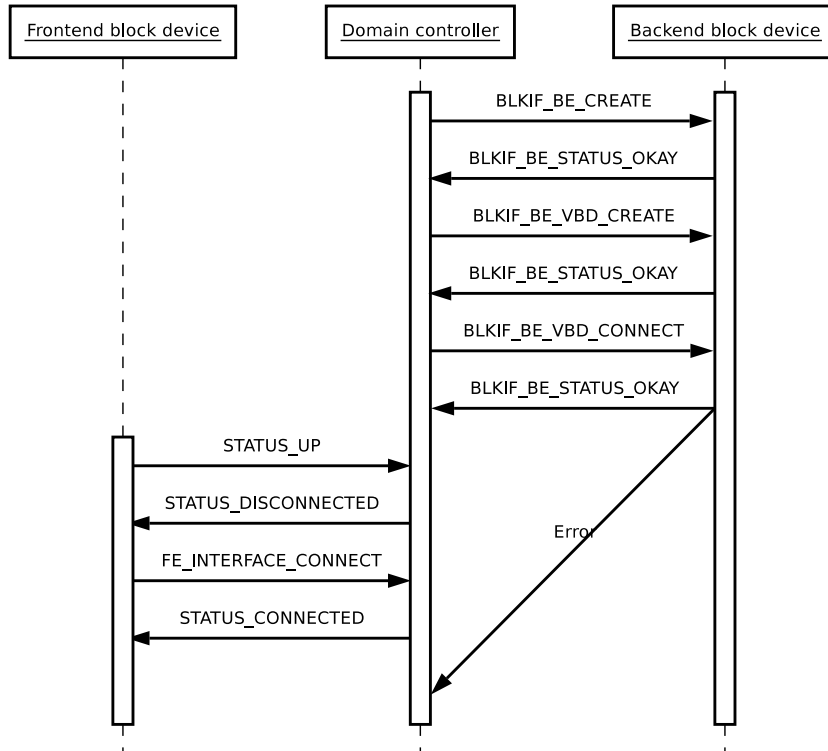 Frontend block device
Domain controller
Backend block device
BLKIF_BE_CREATE
BLKIF_BE_STATUS_OKAY
BLKIF_BE_VBD_CREATE
BLKIF_BE_STATUS_OKAY
BLKIF_BE_VBD_CONNECT
BLKIF_BE_STATUS_OKAY
STATUS_UP
STATUS_DISCONNECTED
Error
FE_INTERFACE_CONNECT
STATUS_CONNECTED